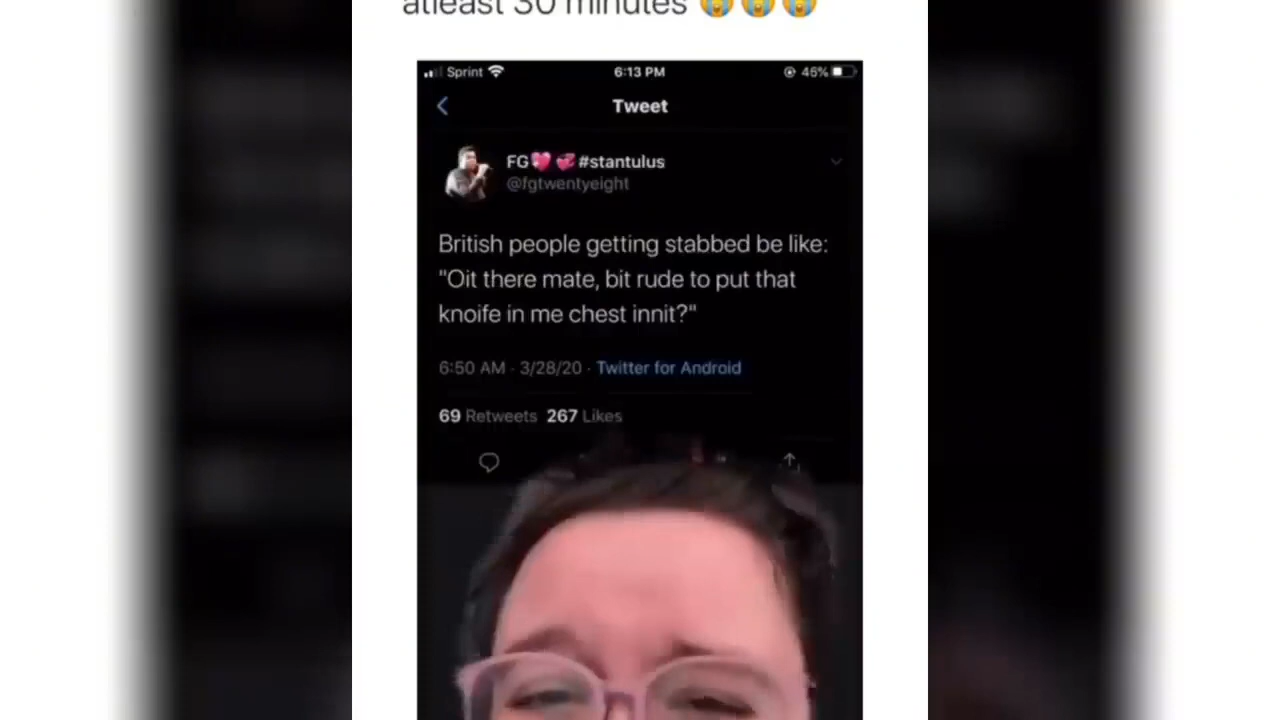 atleast 30 minutes 😭😭😭
Sprint 6:13 PM 46%
Tweet
FG💖 💞 #stantulus
@fgtwentyeight
British people getting stabbed be like:
"Oit there mate, bit rude to put that
knoife in me chest innit?"
6:50 AM · 3/28/20 · Twitter for Android
69 Retweets 267 Likes